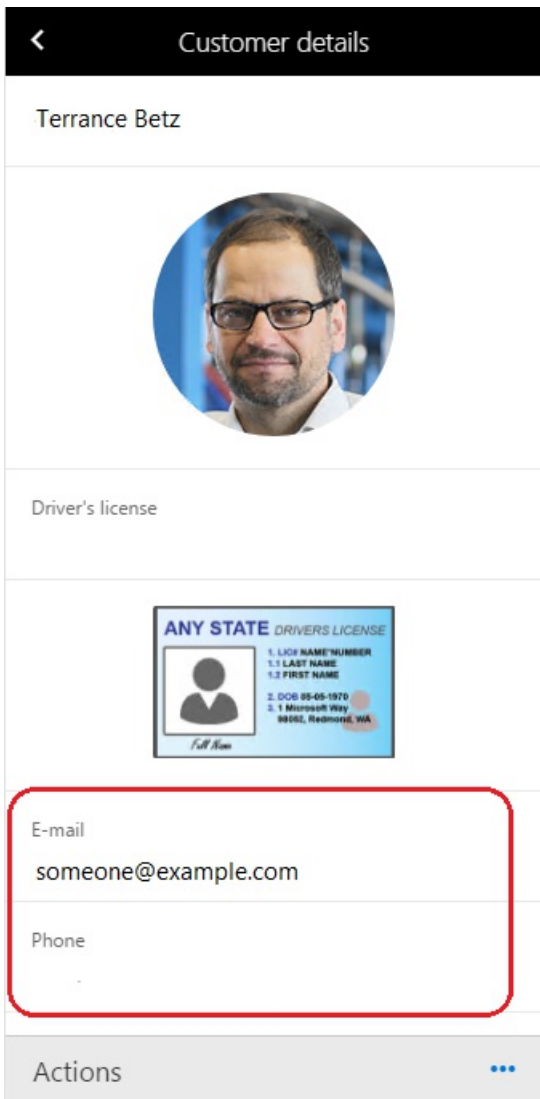 Customer details
Terrance Betz
Driver's license
ANY STATE DRIVERS LICENSE
1. LIC# NAME*NUMBER
1.1 LAST NAME
1.2 FIRST NAME
2. DOB 05-05-1970
3. 1 Microsoft Way
98052, Redmond, WA
Full Name
E-mail
someone@example.com
Phone
Actions